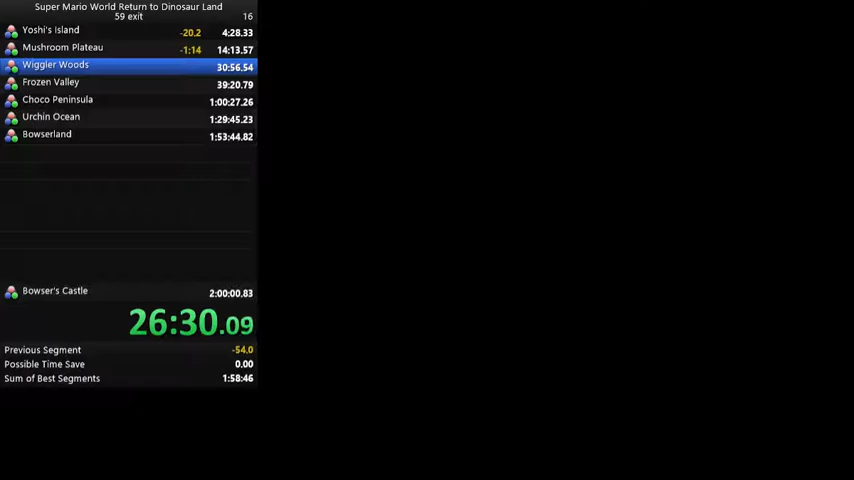 Super Mario World Return to Dinosaur Land
59 exit 16
Yoshi's Island -20.2 4:28.33
Mushroom Plateau -1:14 14:13.57
Wiggler Woods 30:56.54
Frozen Valley 39:20.79
Choco Peninsula 1:00:27.26
Urchin Ocean 1:29:45.23
Bowserland 1:53:44.82
Bowser's Castle 2:00:00.83
26:30.09
Previous Segment -54.0
Possible Time Save 0.00
Sum of Best Segments 1:58:46